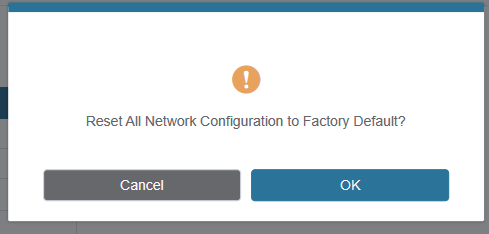 Reset All Network Configuration to Factory Default?
Cancel
OK